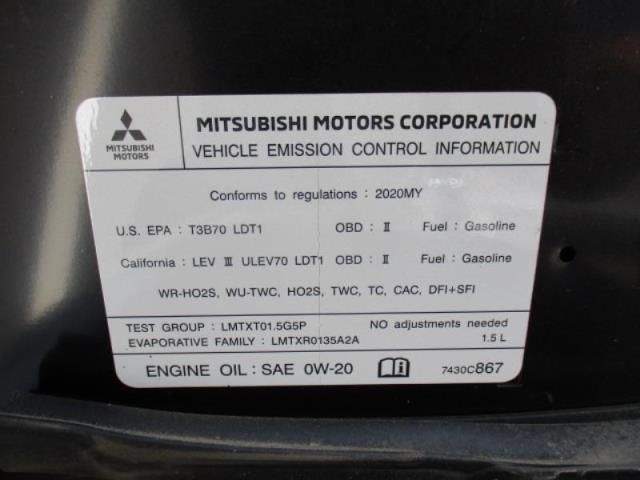 MITSUBISHI MOTORS
MITSUBISHI MOTORS CORPORATION
VEHICLE EMISSION CONTROL INFORMATION
Conforms to regulations : 2020MY
U.S. EPA : T3B70 LDT1 OBD : Ⅱ Fuel : Gasoline
California : LEV Ⅲ ULEV70 LDT1 OBD : Ⅱ Fuel : Gasoline
WR-HO2S, WU-TWC, HO2S, TWC, TC, CAC, DFI+SFI
TEST GROUP : LMTXT01.5G5P NO adjustments needed
EVAPORATIVE FAMILY : LMTXR0135A2A 1.5 L
ENGINE OIL : SAE 0W-20 7430C867